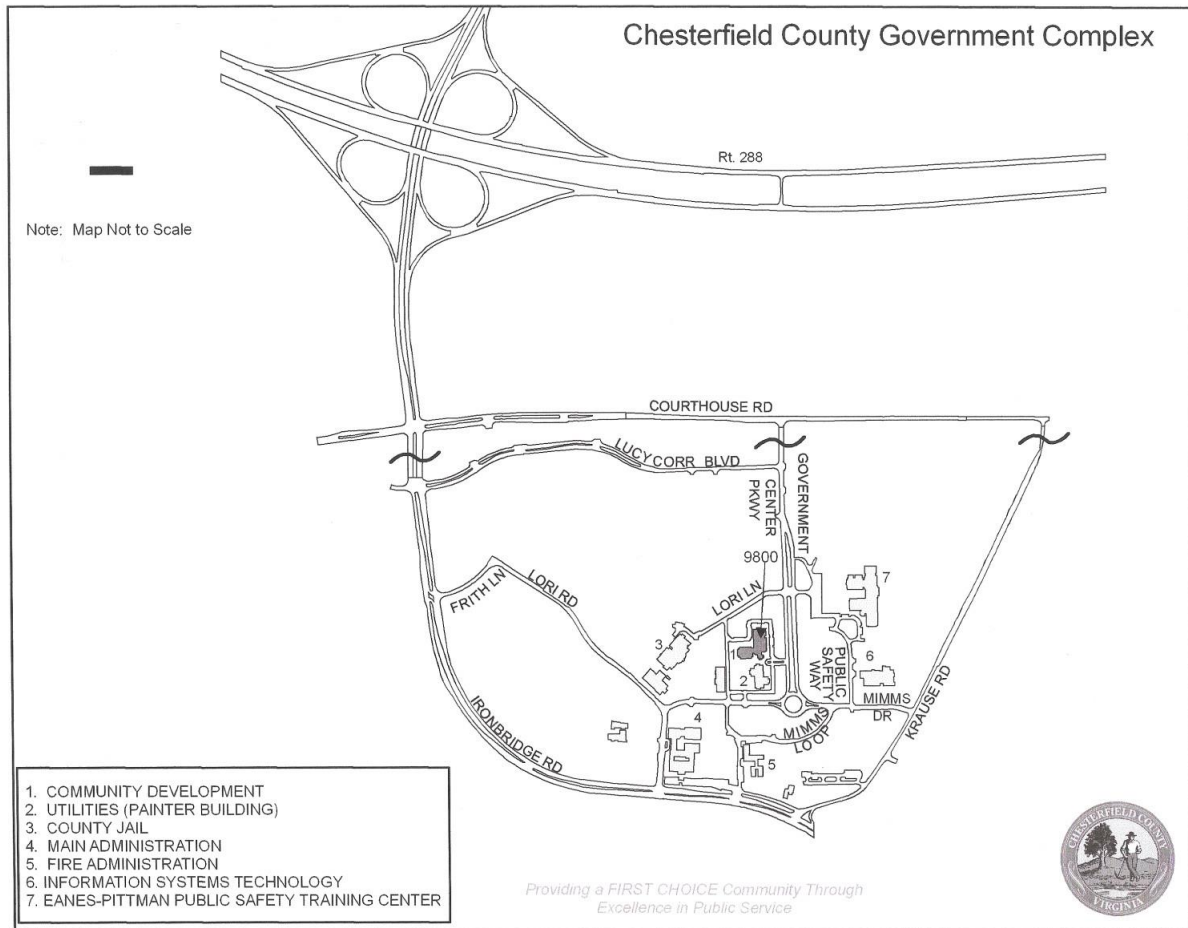 Chesterfield County Government Complex
Rt. 288
Note: Map Not to Scale
COURTHOUSE RD
LUCY CORR BLVD
GOVERNMENT
CENTER
PKWY
9800
7
FRITH LN
LORI RD
LORI LN
3
1
2
PUBLIC
SAFETY
WAY
6
MIMMS
DR
KRAUSE RD
IRONBRIDGE RD
4
MIMMS
LOOP
5
1. COMMUNITY DEVELOPMENT
2. UTILITIES (PAINTER BUILDING)
3. COUNTY JAIL
4. MAIN ADMINISTRATION
5. FIRE ADMINISTRATION
6. INFORMATION SYSTEMS TECHNOLOGY
7. EANES-PITTMAN PUBLIC SAFETY TRAINING CENTER
Providing a FIRST CHOICE Community Through
Excellence in Public Service
CHESTERFIELD COUNTY
VIRGINIA